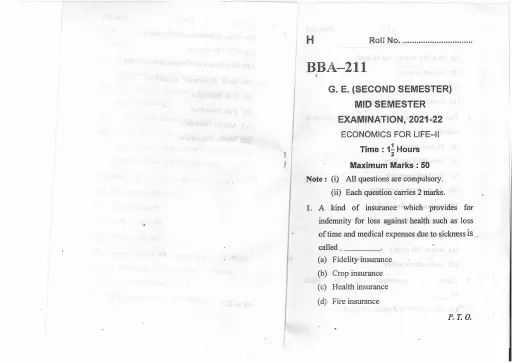 H
Roll No. ................................
BBA–211
G. E. (SECOND SEMESTER)
MID SEMESTER
EXAMINATION, 2021-22
ECONOMICS FOR LIFE–II
Time : 1½ Hours
Maximum Marks : 50
Note : (i) All questions are compulsory.
(ii) Each question carries 2 marks.
1. A kind of insurance which provides for
indemnity for loss against health such as loss
of time and medical expenses due to sickness is
called . __________.
(a) Fidelity insurance
(b) Crop insurance
(c) Health insurance
(d) Fire insurance
P. T. O.